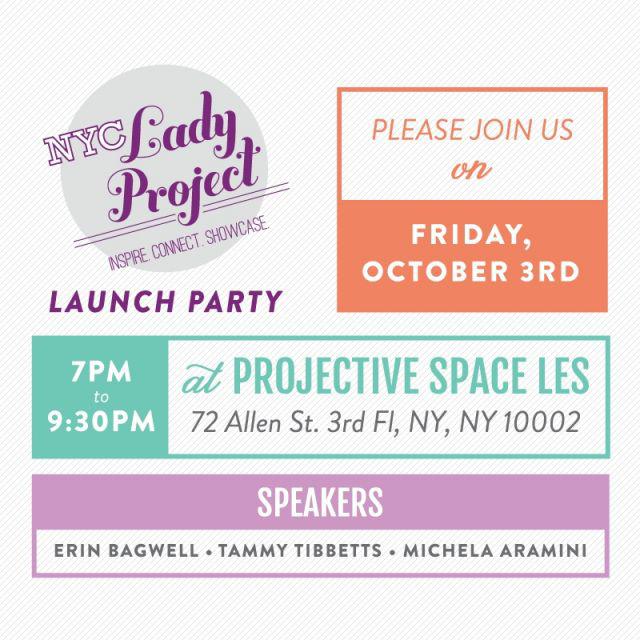 NYC Lady
Project
INSPIRE. CONNECT. SHOWCASE.
LAUNCH PARTY
PLEASE JOIN US
on
FRIDAY,
OCTOBER 3RD
7PM
to
9:30PM
at PROJECTIVE SPACE LES
72 Allen St. 3rd Fl, NY, NY 10002
SPEAKERS
ERIN BAGWELL • TAMMY TIBBETTS • MICHELA ARAMINI